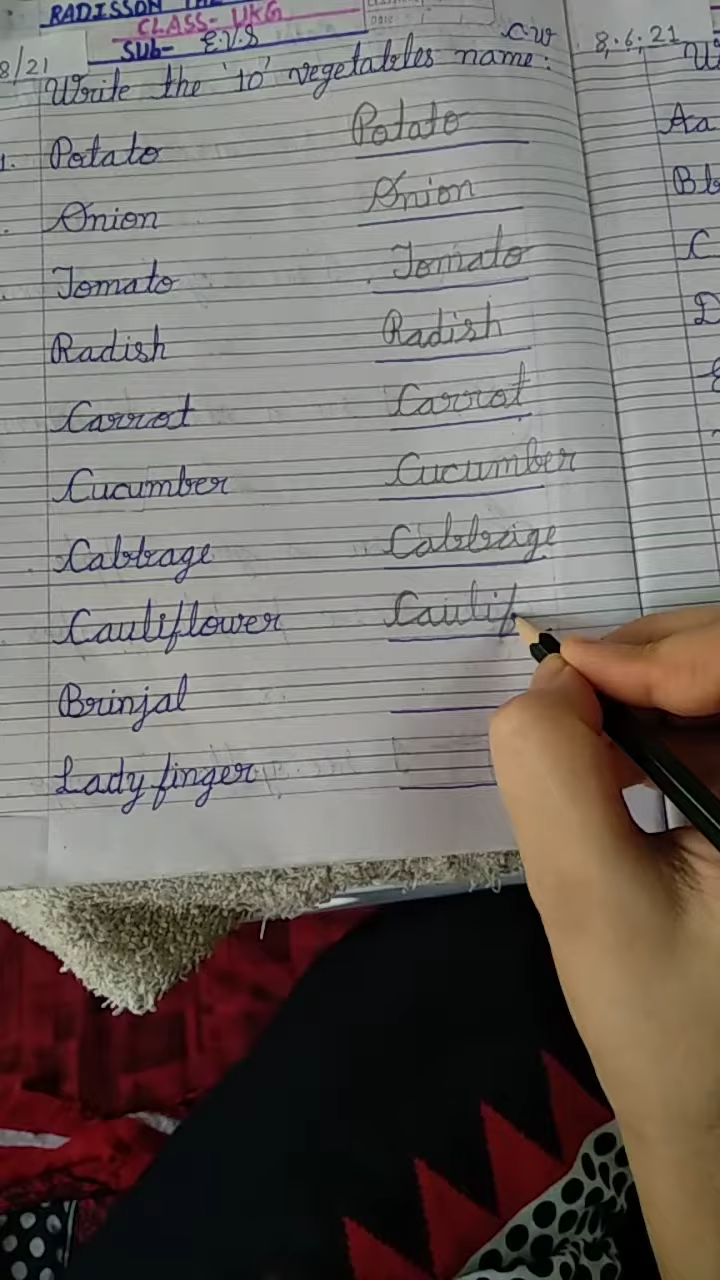 RADISSON
CLASS- UKG
SUB- E.V.S
C.W
8/21
Write the '10' vegetables name:
1. Potato Potato
Onion Onion
Tomato Tomato
Radish Radish
Carrot Carrot
Cucumber Cucumber
Cabbage Cabbage
Cauliflower Caulif
Brinjal
Lady finger
8.6.21
Aa
Bb
C
D